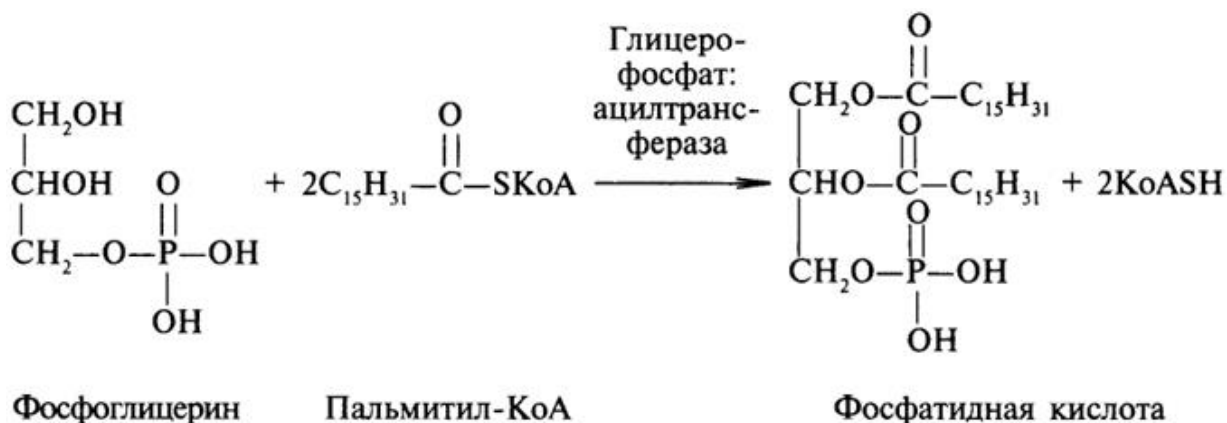 Глицеро-
фосфат:
ацилтранс-
фераза
O
CH₂O—C—C₁₅H₃₁
CH₂OH
O
O
CHOH
O
+ 2C₁₅H₃₁—C—SKoA
CHO—C—C₁₅H₃₁ + 2KoASH
O
CH₂—O—P—OH
CH₂O—P—OH
OH
OH
Фосфоглицерин
Пальмитил-КоА
Фосфатидная кислота